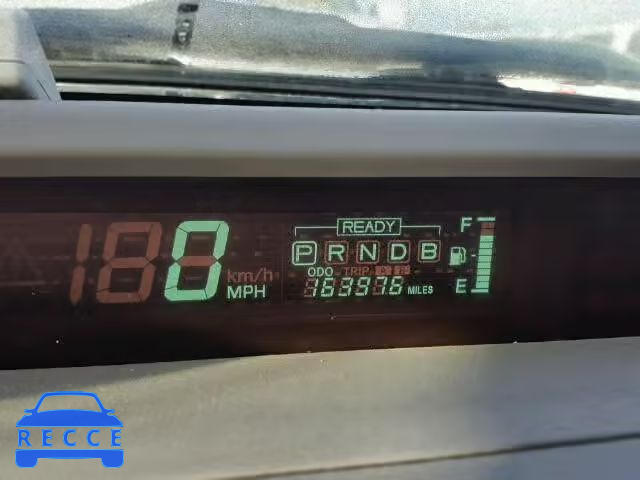 READY
F
0
P R N D B
km/h
ODO TRIP
MPH
163976 MILES
E
RECCE